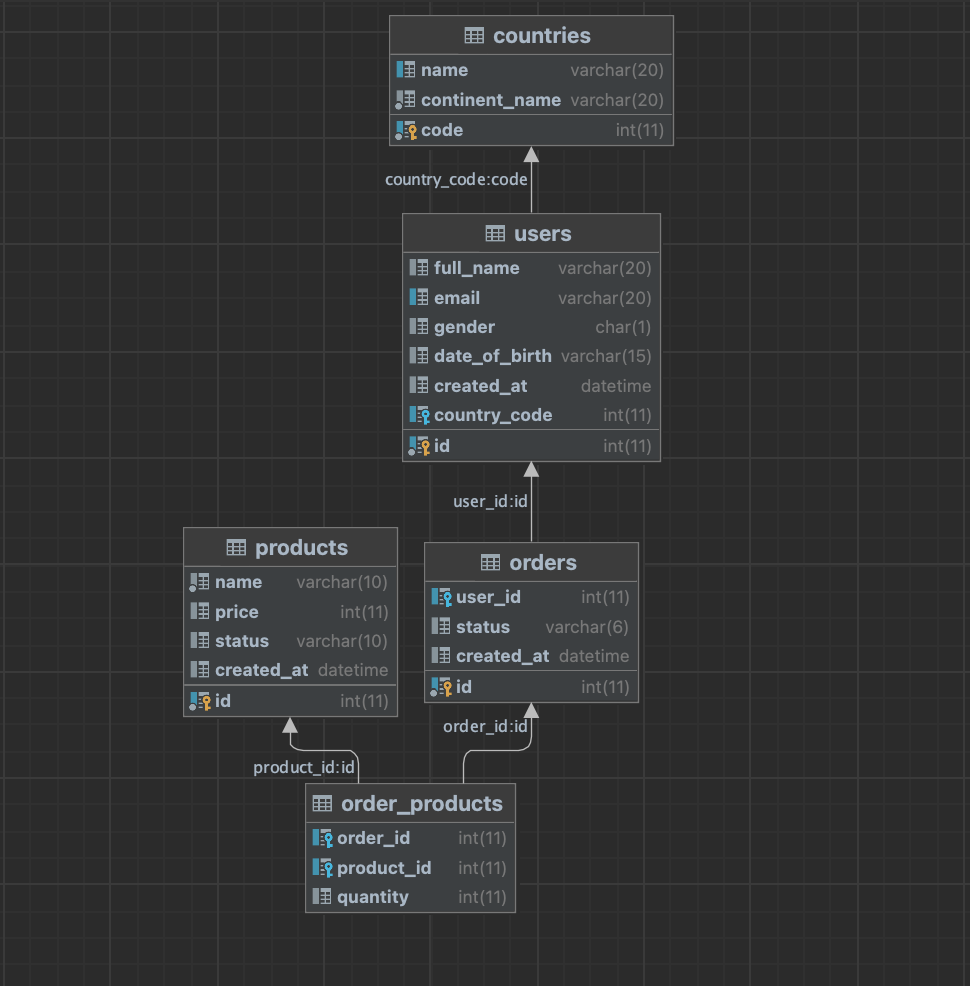 countries
name varchar(20)
continent_name varchar(20)
code int(11)
country_code:code
users
full_name varchar(20)
email varchar(20)
gender char(1)
date_of_birth varchar(15)
created_at datetime
country_code int(11)
id int(11)
user_id:id
products
name varchar(10)
price int(11)
status varchar(10)
created_at datetime
id int(11)
orders
user_id int(11)
status varchar(6)
created_at datetime
id int(11)
order_id:id
product_id:id
order_products
order_id int(11)
product_id int(11)
quantity int(11)